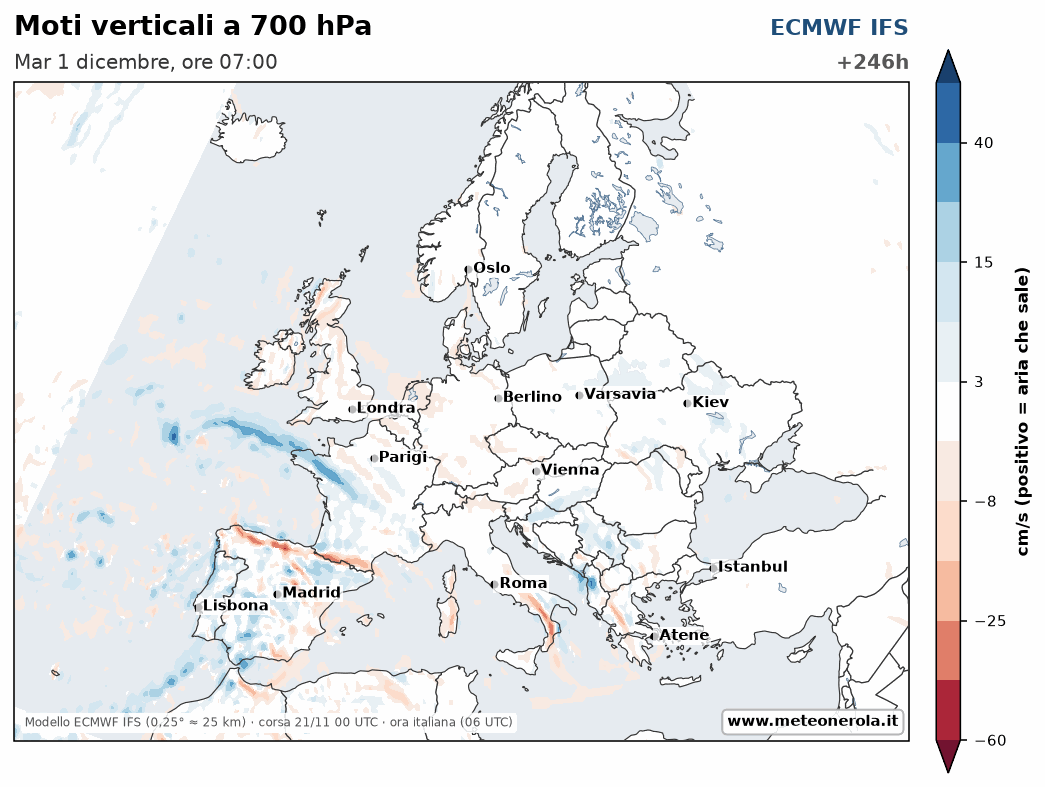 Moti verticali a 700 hPa
ECMWF IFS
Mar 1 dicembre, ore 07:00
+246h
40
15
3
−8
−25
−60
cm/s (positivo = aria che sale)
Oslo
Londra
Berlino
Varsavia
Kiev
Parigi
Vienna
Istanbul
Roma
Madrid
Lisbona
Atene
Modello ECMWF IFS (0,25° ≈ 25 km) · corsa 21/11 00 UTC · ora italiana (06 UTC)
www.meteonerola.it